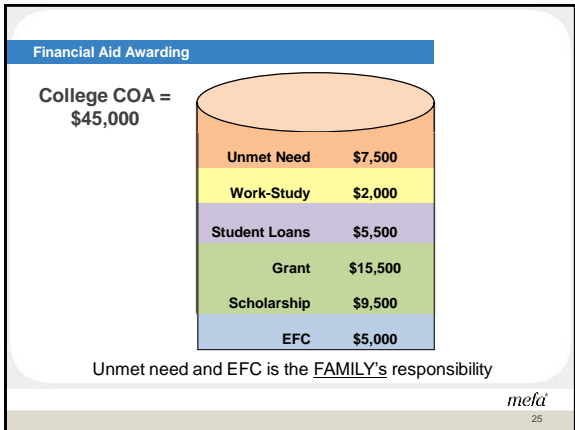 Financial Aid Awarding
College COA =
$45,000
Unmet Need $7,500
Work-Study $2,000
Student Loans $5,500
Grant $15,500
Scholarship $9,500
EFC $5,000
Unmet need and EFC is the FAMILY's responsibility
mefa
25